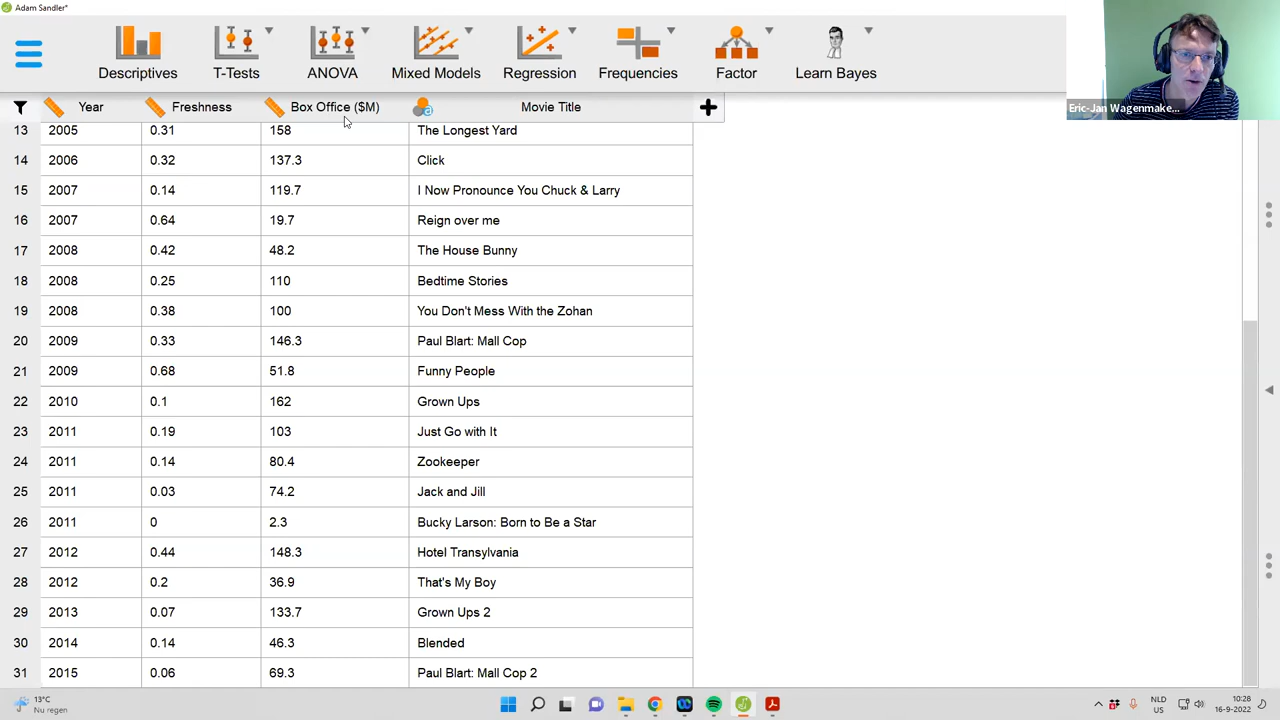 Adam Sandler*
Descriptives T-Tests ANOVA Mixed Models Regression Frequencies Factor Learn Bayes
Eric-Jan Wagenmake...
Year Freshness Box Office ($M) Movie Title
13 2005 0.31 158 The Longest Yard
14 2006 0.32 137.3 Click
15 2007 0.14 119.7 I Now Pronounce You Chuck & Larry
16 2007 0.64 19.7 Reign over me
17 2008 0.42 48.2 The House Bunny
18 2008 0.25 110 Bedtime Stories
19 2008 0.38 100 You Don't Mess With the Zohan
20 2009 0.33 146.3 Paul Blart: Mall Cop
21 2009 0.68 51.8 Funny People
22 2010 0.1 162 Grown Ups
23 2011 0.19 103 Just Go with It
24 2011 0.14 80.4 Zookeeper
25 2011 0.03 74.2 Jack and Jill
26 2011 0 2.3 Bucky Larson: Born to Be a Star
27 2012 0.44 148.3 Hotel Transylvania
28 2012 0.2 36.9 That's My Boy
29 2013 0.07 133.7 Grown Ups 2
30 2014 0.14 46.3 Blended
31 2015 0.06 69.3 Paul Blart: Mall Cop 2
13°C
Nu regen
NLD
US
10:28
16-9-2022